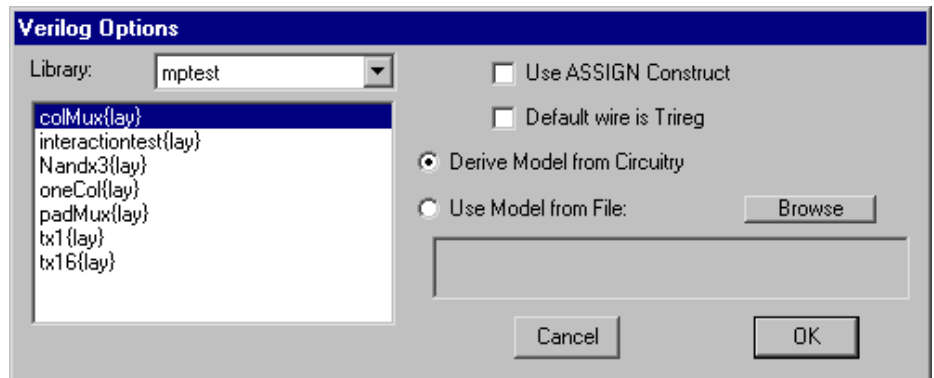 Verilog Options
Library: mptest
Use ASSIGN Construct
Default wire is Trireg
colMux{lay}
interactiontest{lay}
Nandx3{lay}
oneCol{lay}
padMux{lay}
tx1{lay}
tx16{lay}
Derive Model from Circuitry
Use Model from File: Browse
Cancel OK